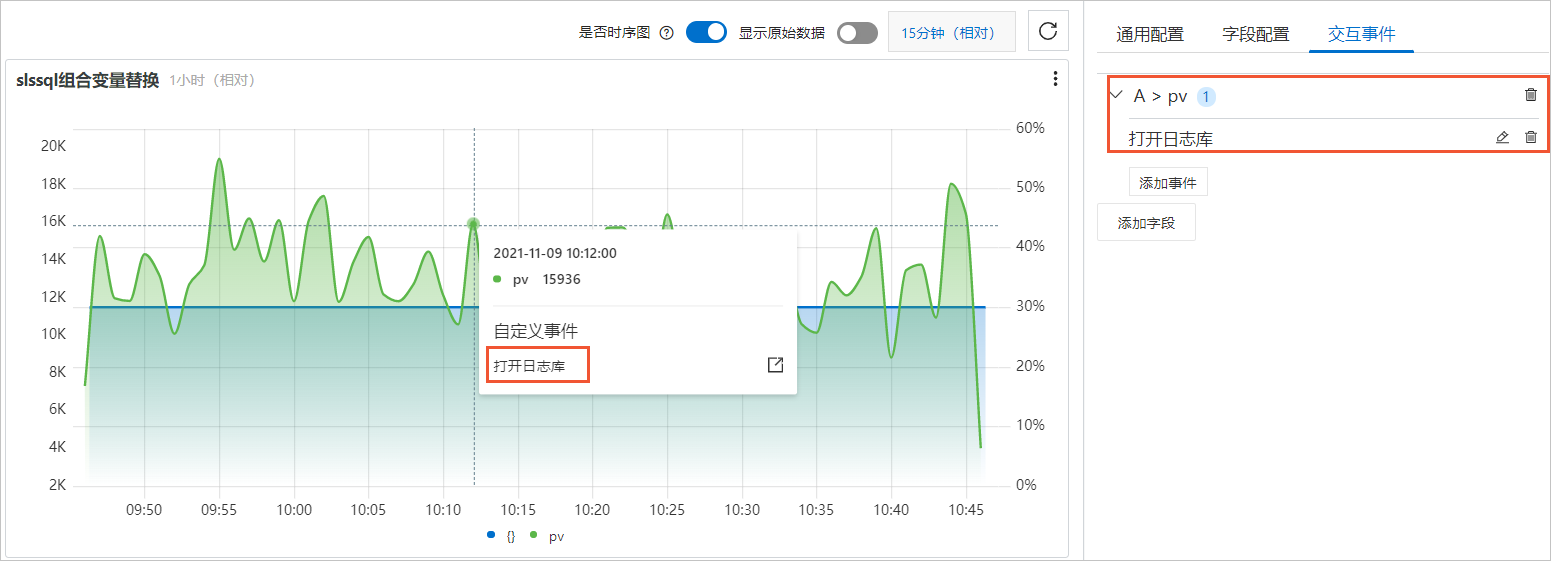 是否时序图 显示原始数据 15分钟（相对）
slssql组合变量替换 1小时（相对）
20K
18K
16K
14K
12K
10K
8K
6K
4K
2K
60%
50%
40%
30%
20%
10%
0%
2021-11-09 10:12:00
pv 15936
自定义事件
打开日志库
09:50 09:55 10:00 10:05 10:10 10:15 10:20 10:25 10:30 10:35 10:40 10:45
{} pv
通用配置 字段配置 交互事件
A > pv 1
打开日志库
添加事件
添加字段